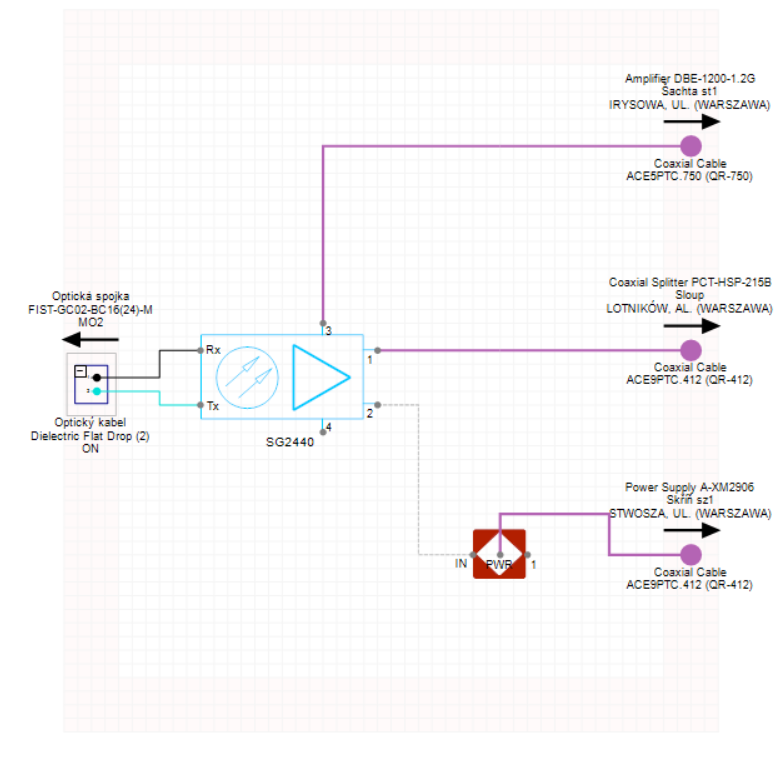 Amplifier DBE-1200-1.2G
Šachta st1
IRYSOWA, UL. (WARSZAWA)
Coaxial Cable
ACE5PTC.750 (QR-750)
Coaxial Splitter PCT-HSP-215B
Sloup
LOTNIKÓW, AL. (WARSZAWA)
Coaxial Cable
ACE9PTC.412 (QR-412)
Optická spojka
FIST-GC02-BC16(24)-M
MO2
Optický kabel
Dielectric Flat Drop (2)
ON
Rx
Tx
3
1
2
4
SG2440
Power Supply A-XM2906
Skříň sz1
STWOSZA, UL. (WARSZAWA)
IN
PWR
1
Coaxial Cable
ACE9PTC.412 (QR-412)